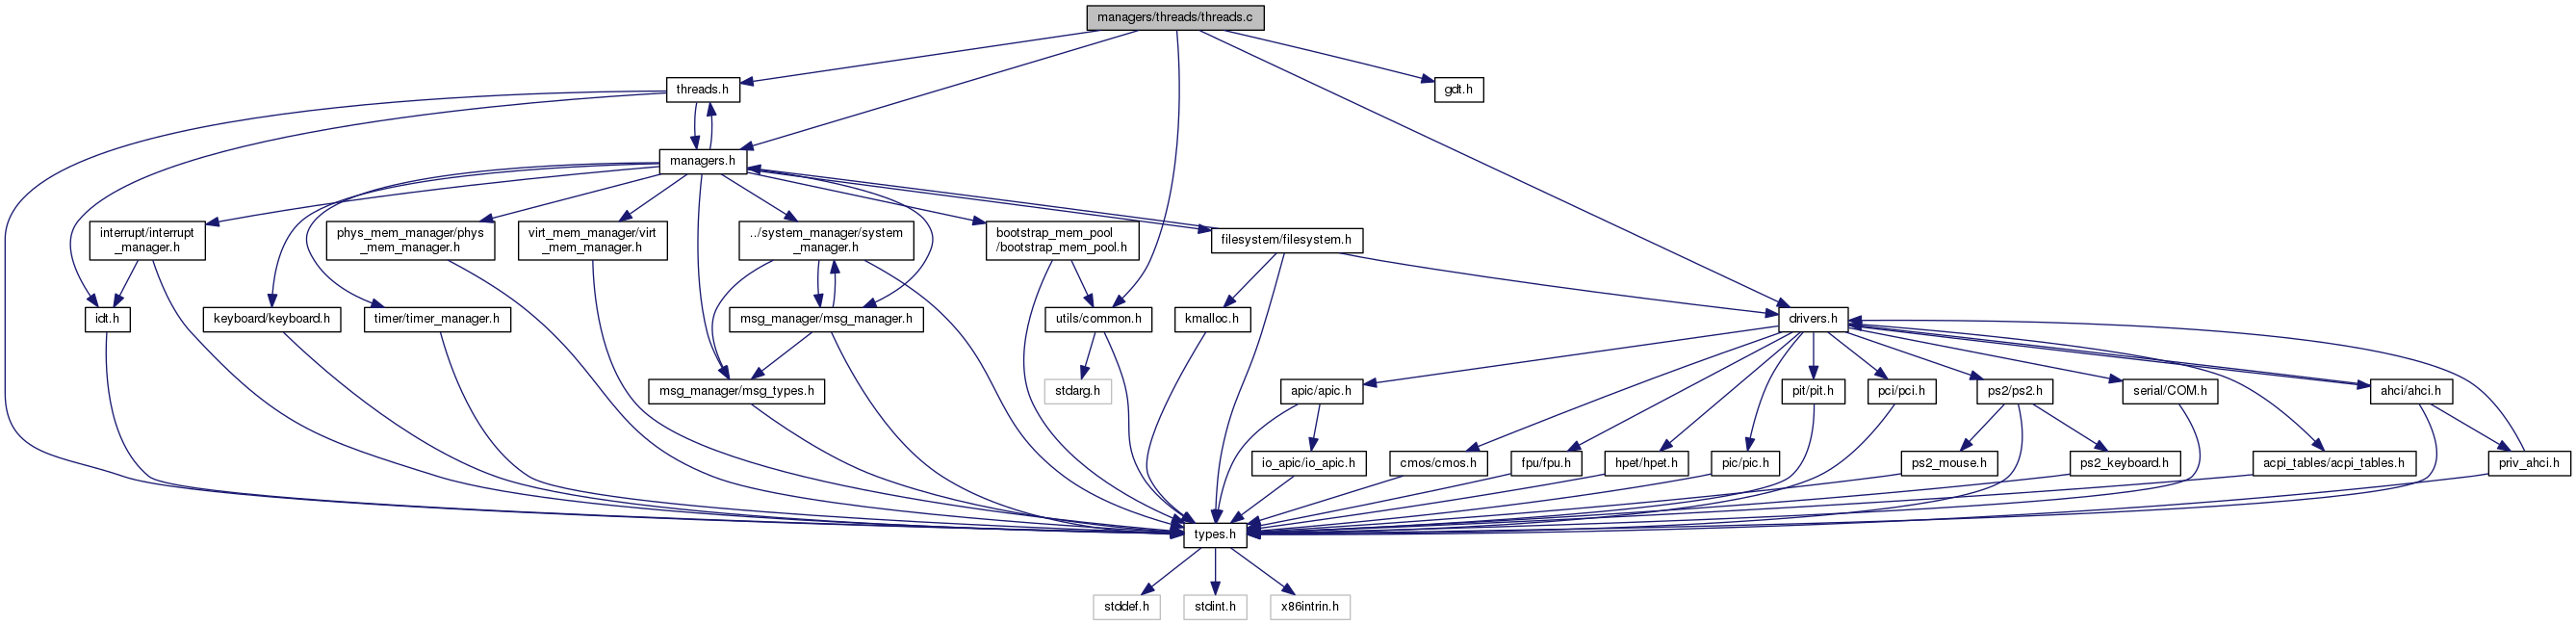 managers/threads/threads.c
threads.h
gdt.h
managers.h
interrupt/interrupt
_manager.h
phys_mem_manager/phys
_mem_manager.h
virt_mem_manager/virt
_mem_manager.h
../system_manager/system
_manager.h
bootstrap_mem_pool
/bootstrap_mem_pool.h
filesystem/filesystem.h
idt.h
keyboard/keyboard.h
timer/timer_manager.h
msg_manager/msg_manager.h
utils/common.h
kmalloc.h
drivers.h
msg_manager/msg_types.h
stdarg.h
apic/apic.h
pit/pit.h
pci/pci.h
ps2/ps2.h
serial/COM.h
ahci/ahci.h
io_apic/io_apic.h
cmos/cmos.h
fpu/fpu.h
hpet/hpet.h
pic/pic.h
ps2_mouse.h
ps2_keyboard.h
acpi_tables/acpi_tables.h
priv_ahci.h
types.h
stddef.h
stdint.h
x86intrin.h